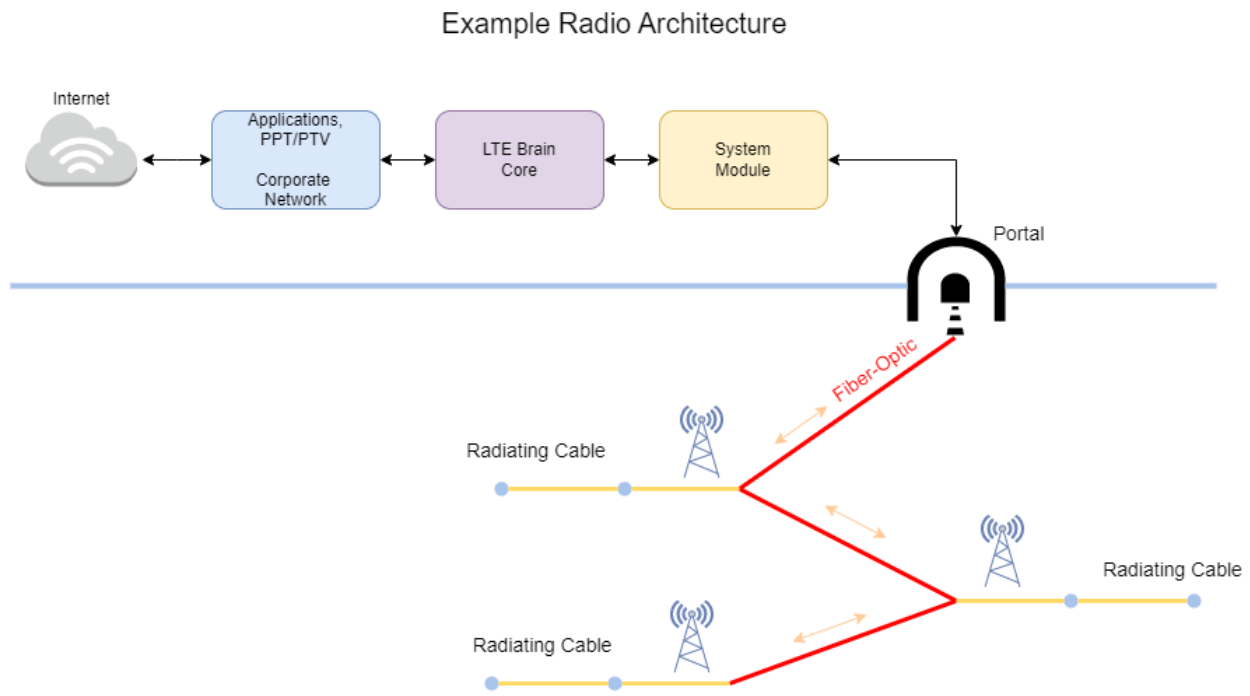 Example Radio Architecture
Internet
Applications,
PPT/PTV
Corporate
Network
LTE Brain
Core
System
Module
Portal
Fiber-Optic
Radiating Cable
Radiating Cable
Radiating Cable